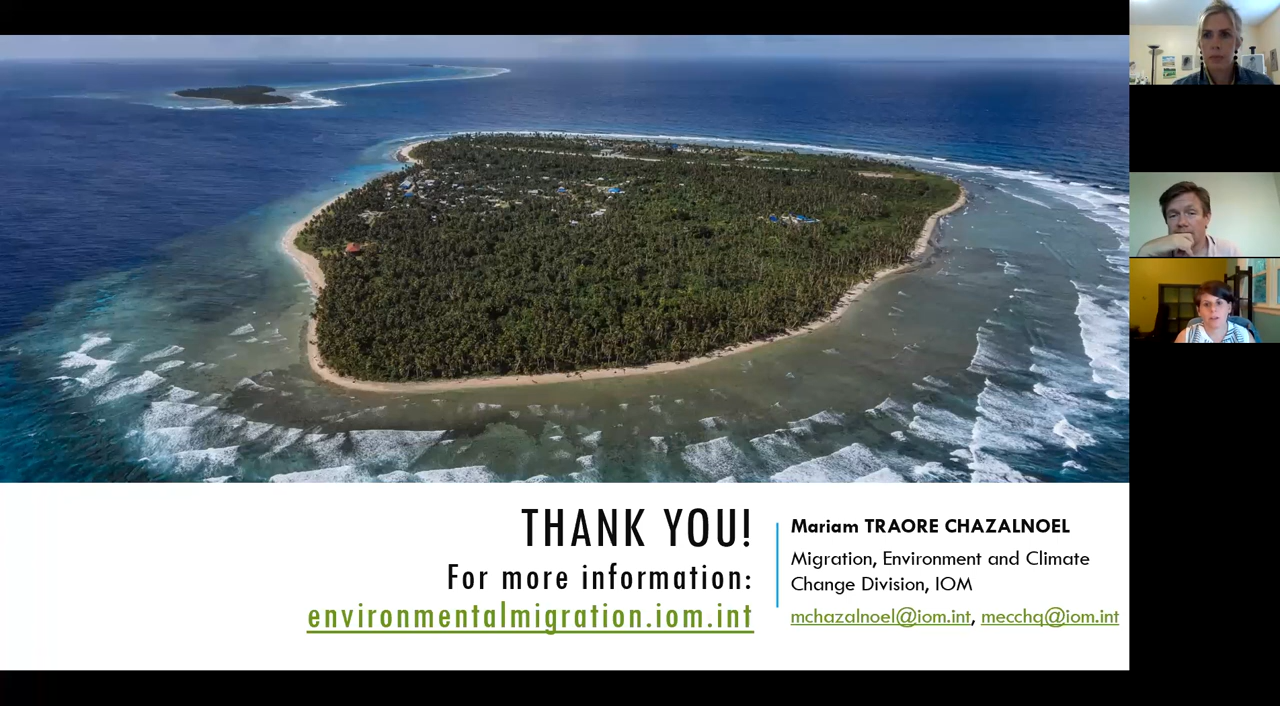 THANK YOU!
For more information:
environmentalmigration.iom.int
Mariam TRAORE CHAZALNOEL
Migration, Environment and Climate
Change Division, IOM
mchazalnoel@iom.int, mecchq@iom.int